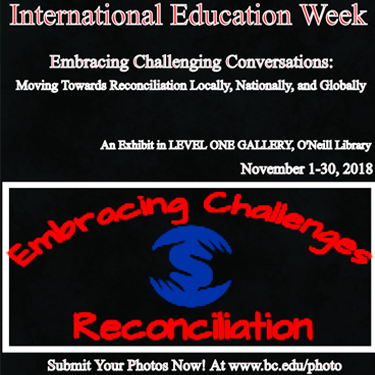 International Education Week
Embracing Challenging Conversations:
Moving Towards Reconciliation Locally, Nationally, and Globally
An Exhibit in LEVEL ONE GALLERY, O'Neill Library
November 1-30, 2018
Embracing Challenges
Reconciliation
Submit Your Photos Now! At www.bc.edu/photo